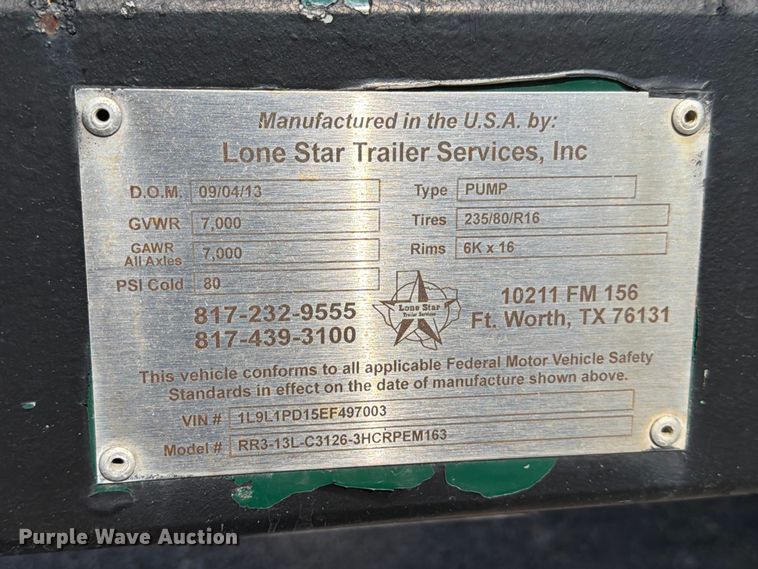 Manufactured in the U.S.A. by:
Lone Star Trailer Services, Inc
D.O.M. 09/04/13 Type PUMP
GVWR 7,000 Tires 235/80/R16
GAWR All Axles 7,000 Rims 6K x 16
PSI Cold 80
817-232-9555
817-439-3100
Lone Star
Trailer Services
10211 FM 156
Ft. Worth, TX 76131
This vehicle conforms to all applicable Federal Motor Vehicle Safety
Standards in effect on the date of manufacture shown above.
VIN # 1L9L1PD15EF497003
Model # RR3-13L-C3126-3HCRPEM163
Purple Wave Auction